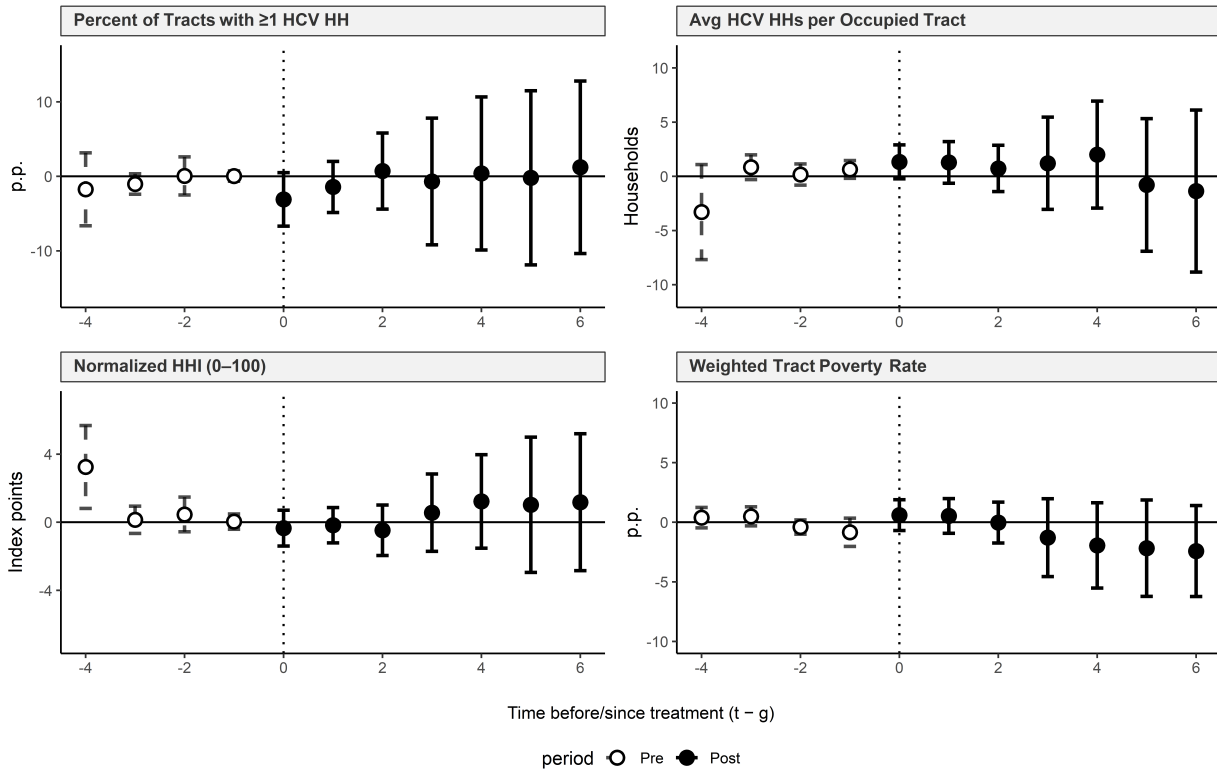 Percent of Tracts with ≥1 HCV HH
p.p.
10
0
-10
-4 -2 0 2 4 6
Avg HCV HHs per Occupied Tract
Households
10
5
0
-5
-10
-4 -2 0 2 4 6
Normalized HHI (0–100)
Index points
4
0
-4
-4 -2 0 2 4 6
Weighted Tract Poverty Rate
p.p.
10
5
0
-5
-10
-4 -2 0 2 4 6
Time before/since treatment (t − g)
period Pre Post